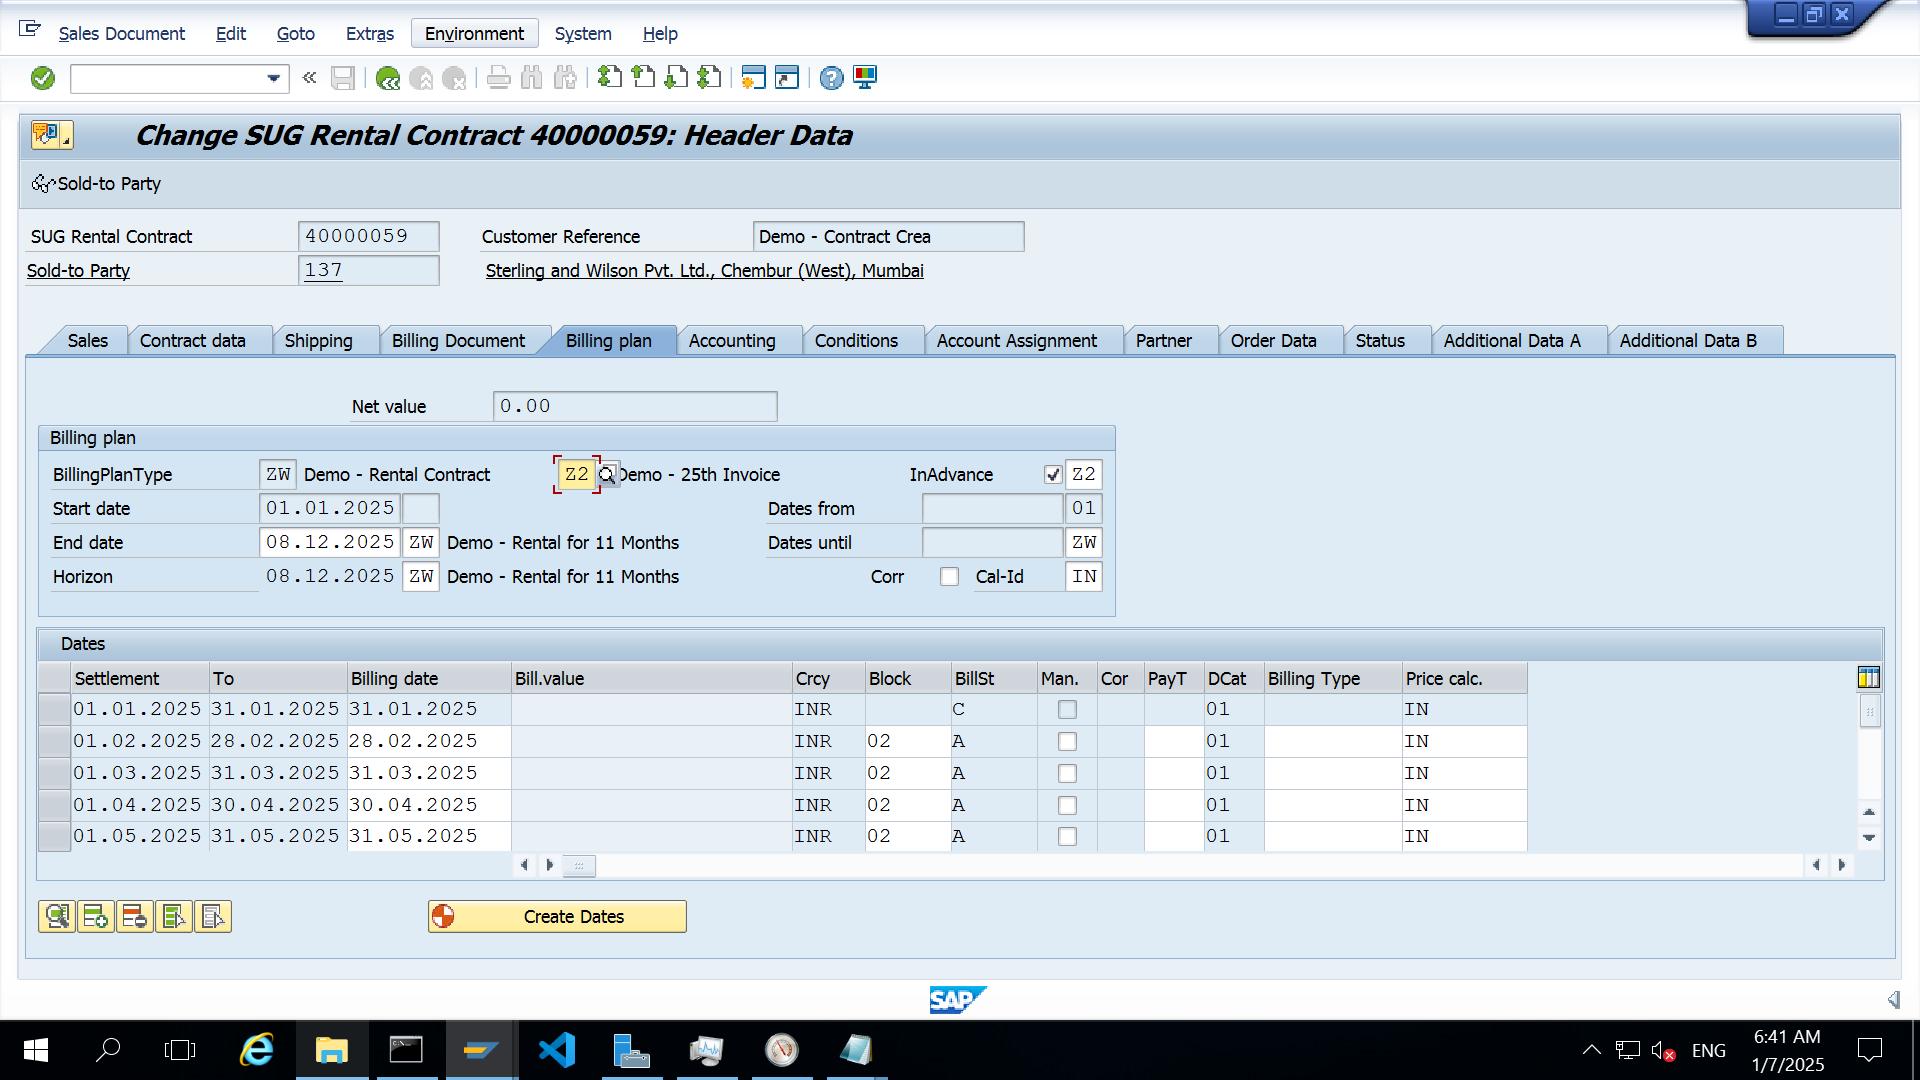 Sales Document Edit Goto Extras Environment System Help
Change SUG Rental Contract 40000059: Header Data
Sold-to Party
SUG Rental Contract 40000059 Customer Reference Demo - Contract Crea
Sold-to Party 137 Sterling and Wilson Pvt. Ltd., Chembur (West), Mumbai
Sales Contract data Shipping Billing Document Billing plan Accounting Conditions Account Assignment Partner Order Data Status Additional Data A Additional Data B
Net value 0.00
Billing plan
BillingPlanType ZW Demo - Rental Contract Z2 Demo - 25th Invoice InAdvance Z2
Start date 01.01.2025 Dates from 01
End date 08.12.2025 ZW Demo - Rental for 11 Months Dates until ZW
Horizon 08.12.2025 ZW Demo - Rental for 11 Months Corr Cal-Id IN
Dates
Settlement To Billing date Bill.value Crcy Block BillSt Man. Cor PayT DCat Billing Type Price calc.
01.01.2025 31.01.2025 31.01.2025 INR C 01 IN
01.02.2025 28.02.2025 28.02.2025 INR 02 A 01 IN
01.03.2025 31.03.2025 31.03.2025 INR 02 A 01 IN
01.04.2025 30.04.2025 30.04.2025 INR 02 A 01 IN
01.05.2025 31.05.2025 31.05.2025 INR 02 A 01 IN
Create Dates
SAP
ENG
6:41 AM
1/7/2025